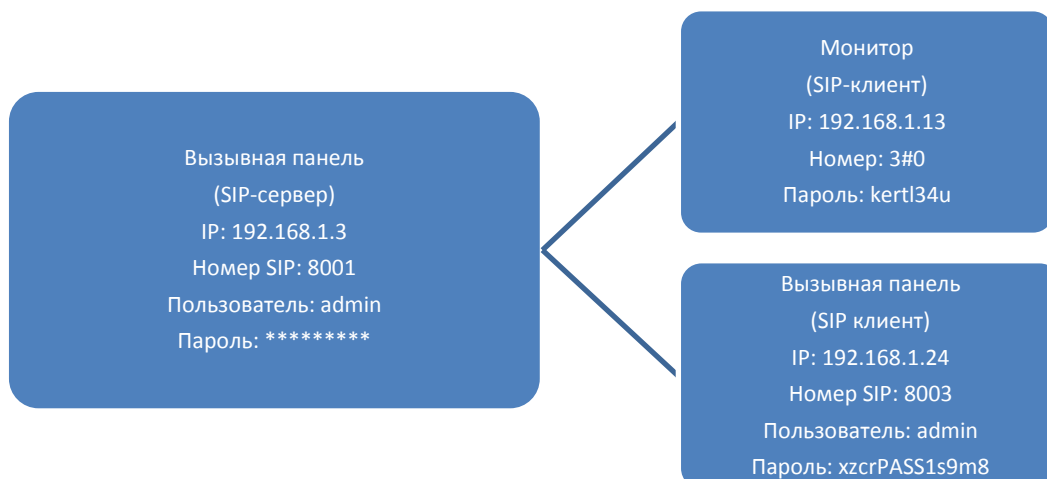 Вызывная панель
(SIP-сервер)
IP: 192.168.1.3
Номер SIP: 8001
Пользователь: admin
Пароль: *********
Монитор
(SIP-клиент)
IP: 192.168.1.13
Номер: 3#0
Пароль: kertl34u
Вызывная панель
(SIP клиент)
IP: 192.168.1.24
Номер SIP: 8003
Пользователь: admin
Пароль: xzcrPASS1s9m8